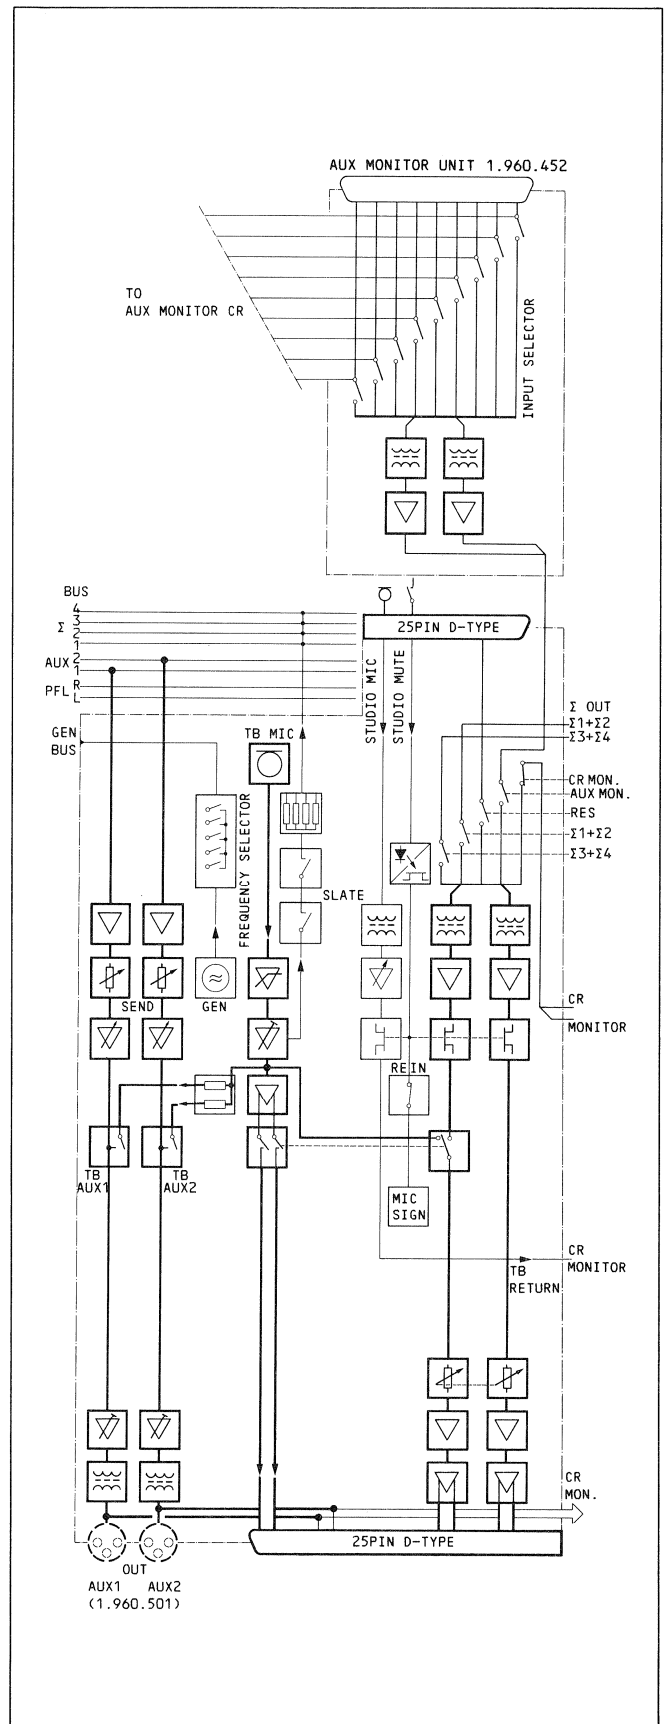 AUX MONITOR UNIT 1.960.452
TO
AUX MONITOR CR
INPUT SELECTOR
BUS
4
3
Σ
2
1
AUX
2
1
PFL
R
L
25PIN D-TYPE
STUDIO MIC
STUDIO MUTE
GEN
BUS
TB MIC
Σ OUT
Σ1+Σ2
Σ3+Σ4
CR MON.
AUX MON.
RES
Σ1+Σ2
Σ3+Σ4
FREQUENCY SELECTOR
SLATE
SEND
GEN
CR
MONITOR
REIN
TB
AUX1
TB
AUX2
MIC
SIGN
CR
MONITOR
TB
RETURN
CR
MON.
25PIN D-TYPE
OUT
AUX1
AUX2
(1.960.501)